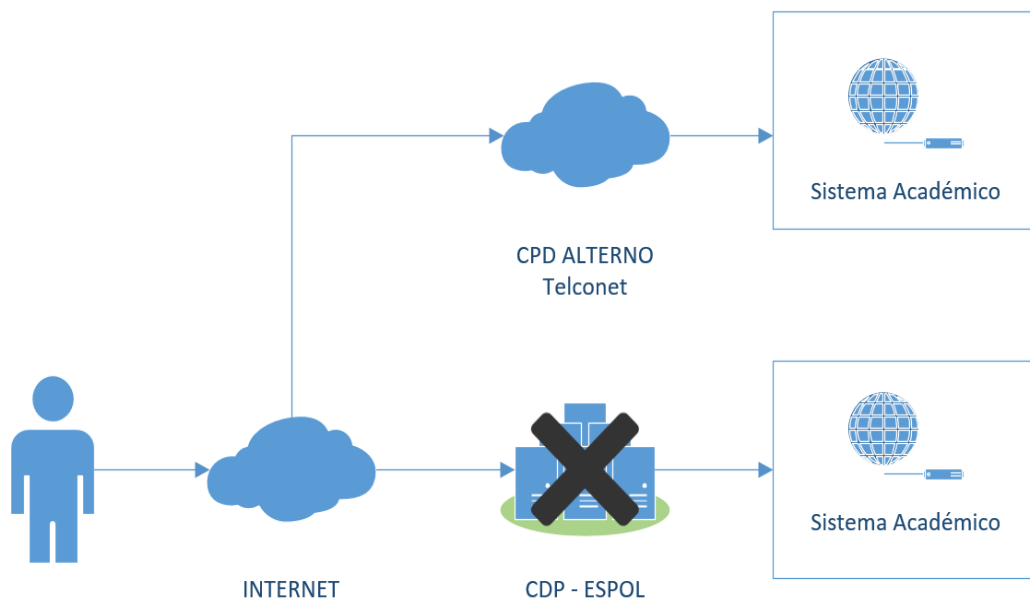 Sistema Académico
CPD ALTERNO
Telconet
Sistema Académico
INTERNET
CDP - ESPOL